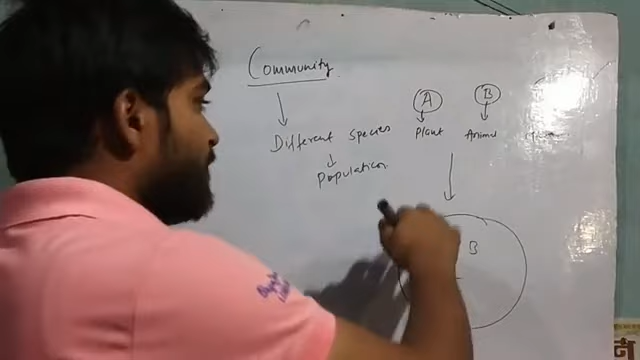 Community
A B
Different Species Plant Animal
Population
B